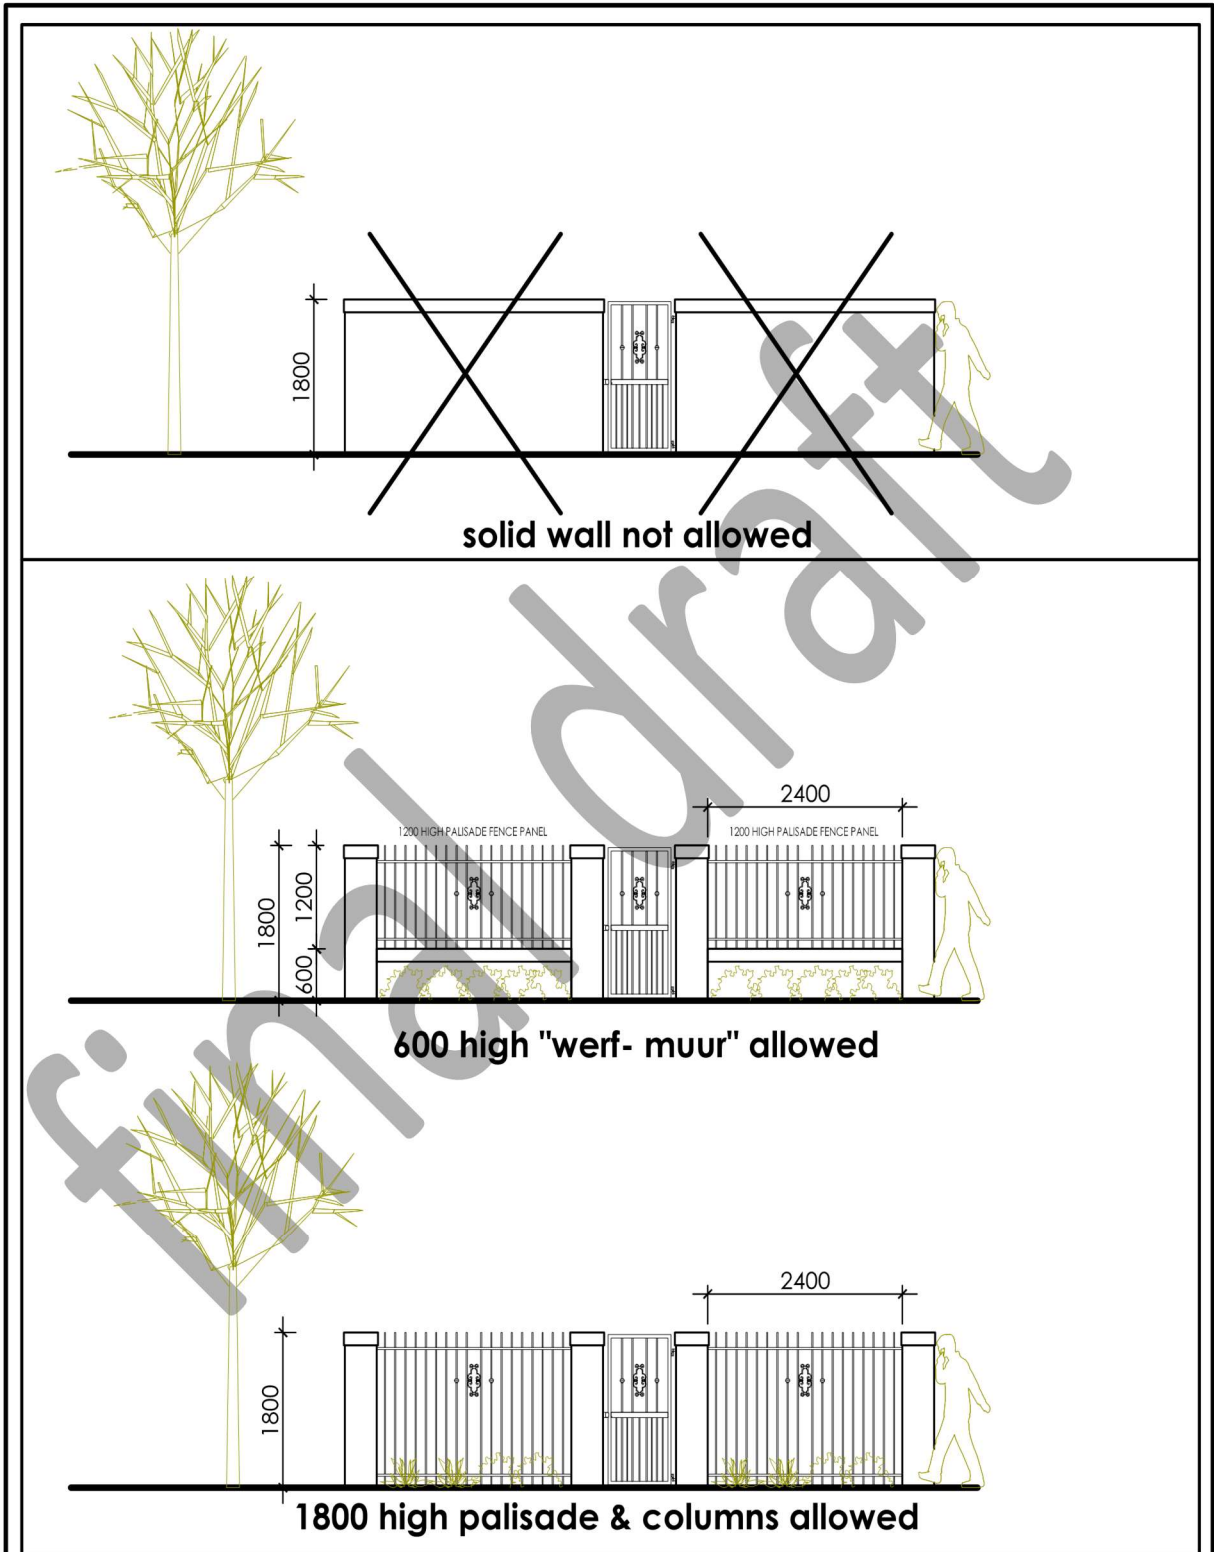 1800
solid wall not allowed
2400
1200 HIGH PALISADE FENCE PANEL
1200 HIGH PALISADE FENCE PANEL
1800
1200
600
600 high "werf- muur" allowed
2400
1800
1800 high palisade & columns allowed
final draft